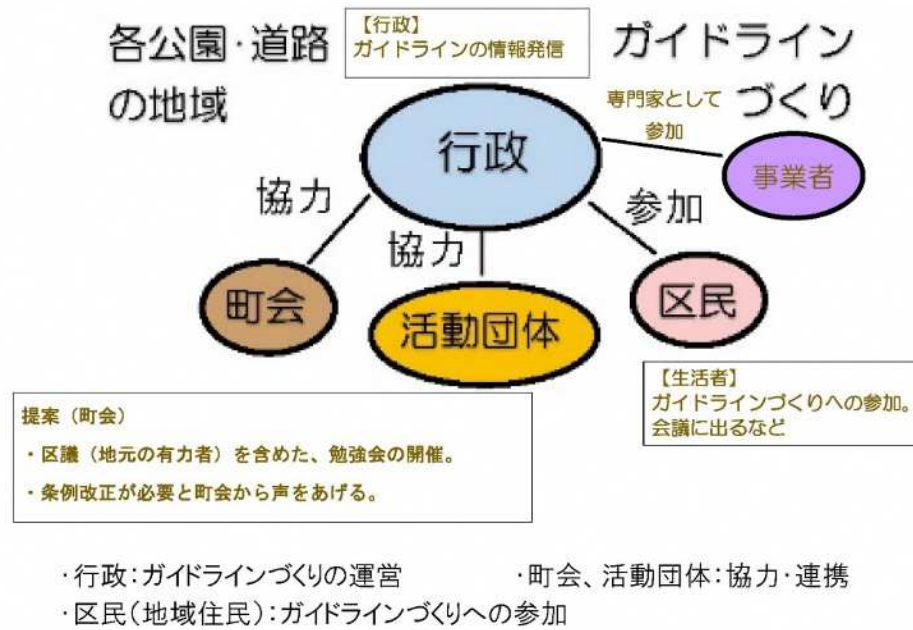 各公園・道路
の地域
【行政】
ガイドラインの情報発信
ガイドライン
づくり
専門家として
参加
行政
事業者
協力
協力
参加
町会
活動団体
区民
【生活者】
ガイドラインづくりへの参加。
会議に出るなど
提案（町会）
・区議（地元の有力者）を含めた、勉強会の開催。
・条例改正が必要と町会から声をあげる。
・行政：ガイドラインづくりの運営
・町会、活動団体：協力・連携
・区民（地域住民）：ガイドラインづくりへの参加